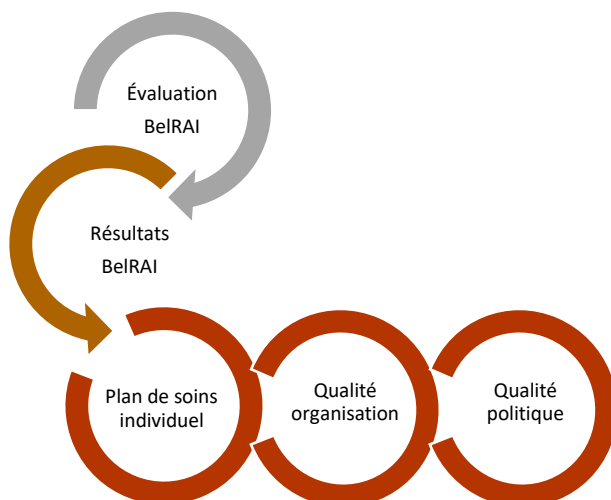 Évaluation
BelRAI
Résultats
BelRAI
Plan de soins
individuel
Qualité
organisation
Qualité
politique